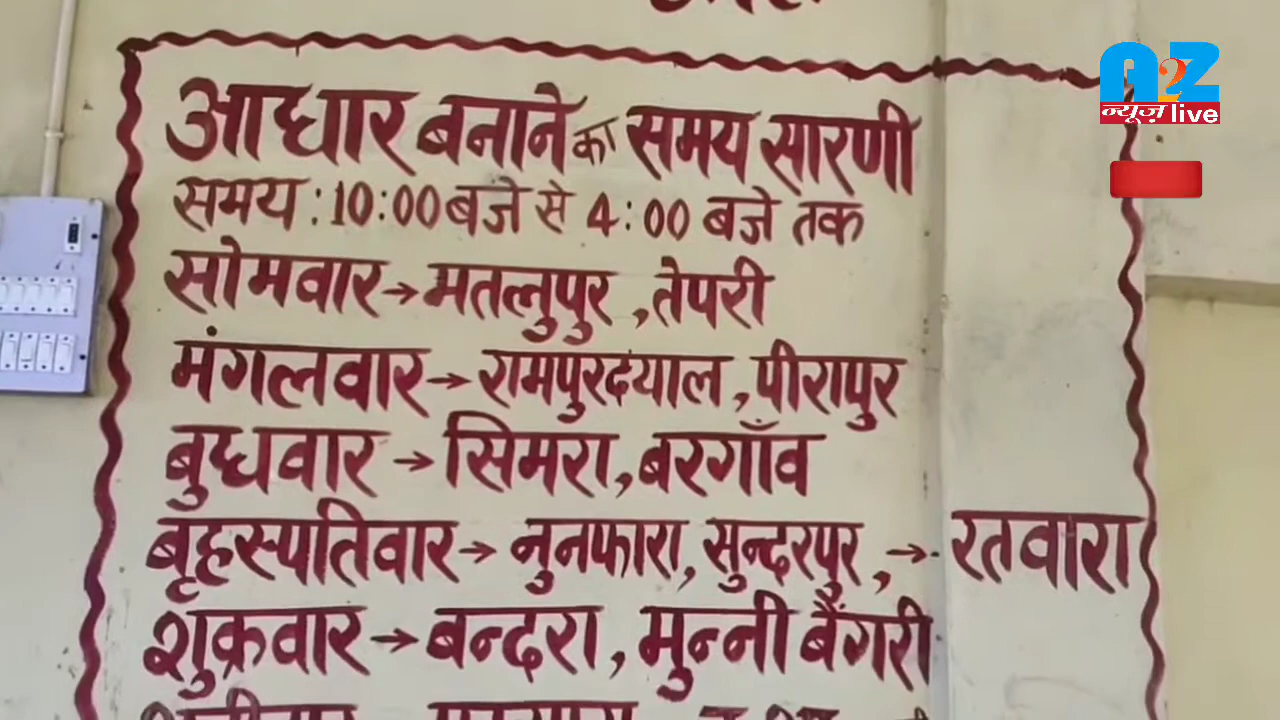 A2Z
न्यूज़ live
आधार बनाने का समय सारणी
समय : 10:00 बजे से 4:00 बजे तक
सोमवार → मतलुपुर , तेपरी
मंगलवार → रामपुरदयाल , पीरापुर
बुधवार → सिमरा, बरगाँव
बृहस्पतिवार → नुनफारा, सुन्दरपुर, → रतवारा
शुक्रवार → बन्दरा, मुन्नी बैंगरी